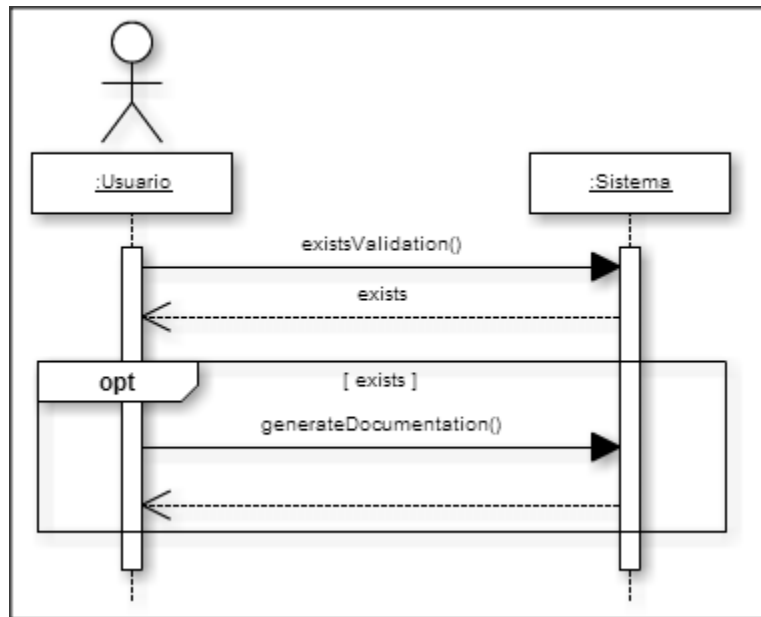 :Usuario
:Sistema
existsValidation()
exists
opt
[ exists ]
generateDocumentation()